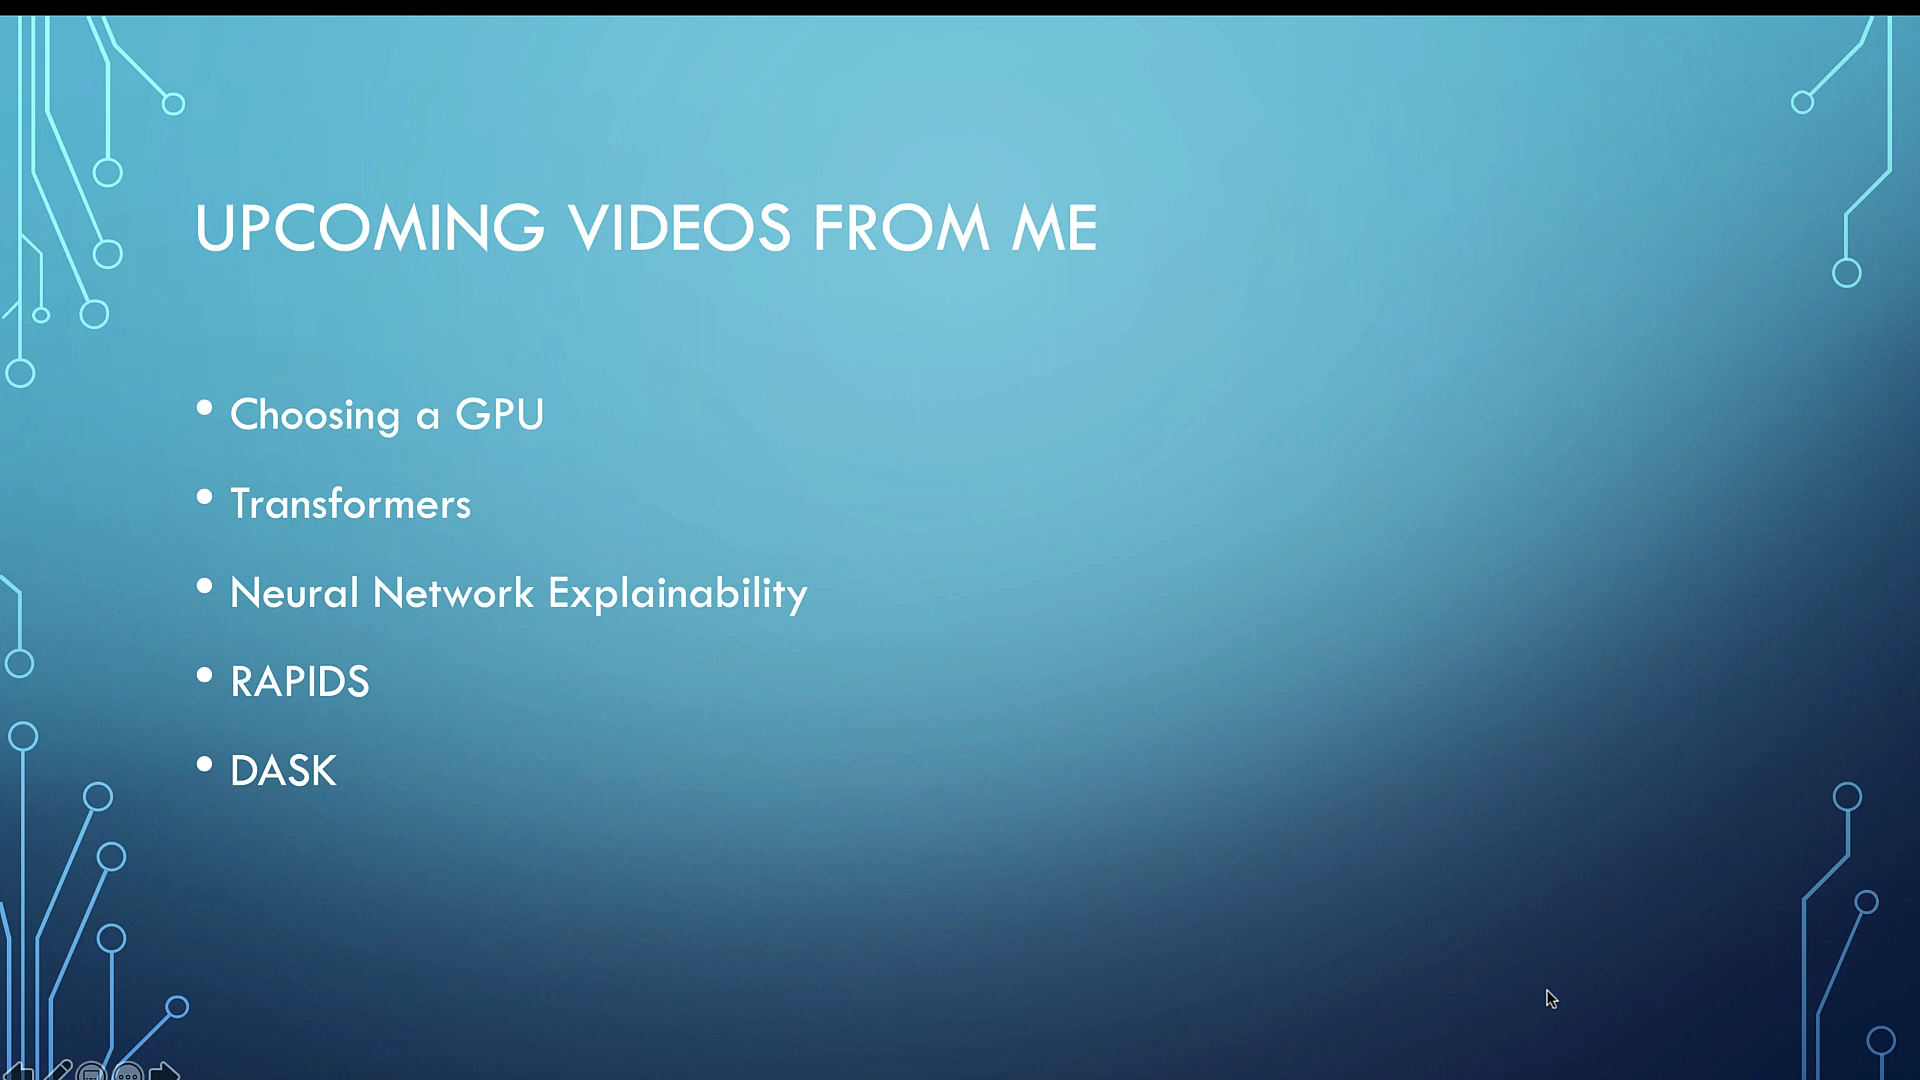 UPCOMING VIDEOS FROM ME
• Choosing a GPU
• Transformers
• Neural Network Explainability
• RAPIDS
• DASK